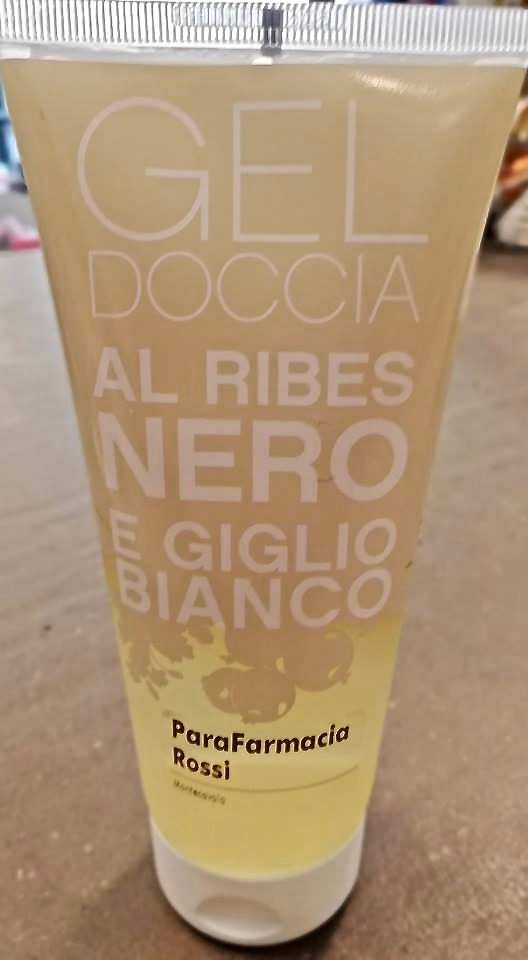 GEL
DOCCIA
AL RIBES
NERO
E GIGLIO
BIANCO
ParaFarmacia
Rossi